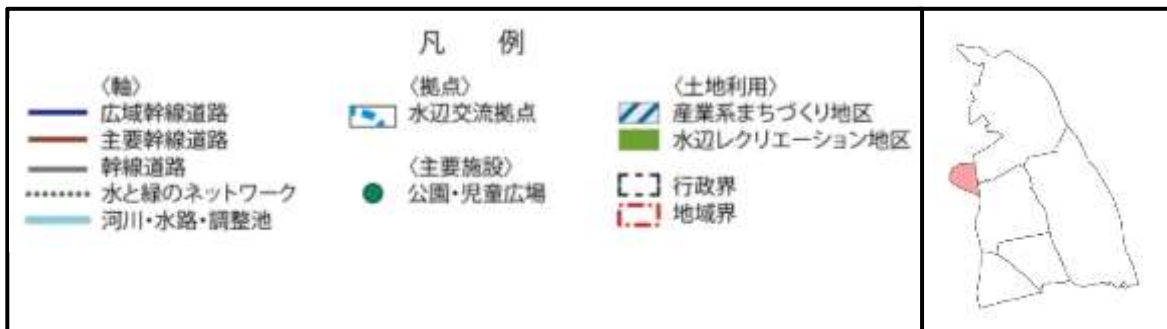 凡 例
〈軸〉
広域幹線道路
主要幹線道路
幹線道路
水と緑のネットワーク
河川・水路・調整池
〈拠点〉
水辺交流拠点
〈主要施設〉
公園・児童広場
〈土地利用〉
産業系まちづくり地区
水辺レクリエーション地区
行政界
地域界